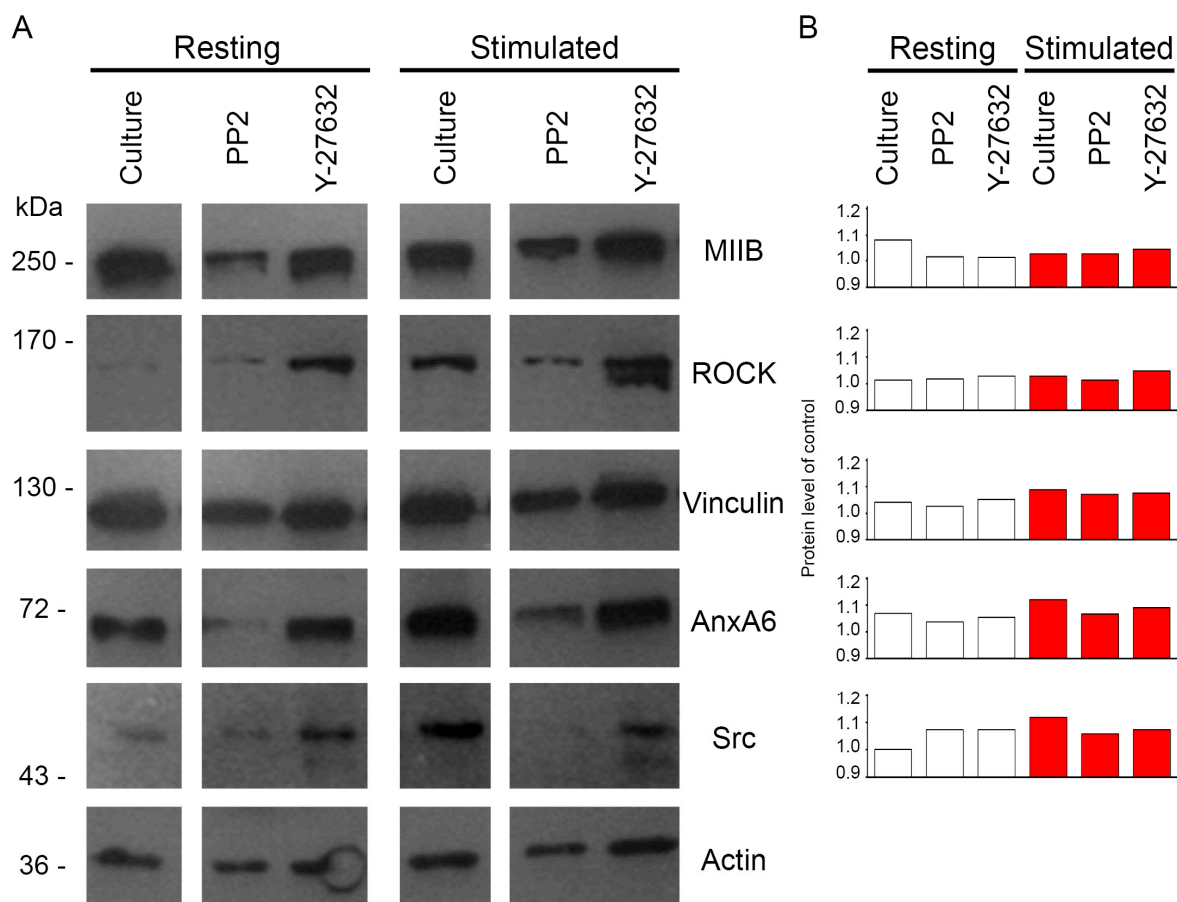 A
B
Resting Stimulated
Resting Stimulated
Culture PP2 Y-27632 Culture PP2 Y-27632
Culture PP2 Y-27632 Culture PP2 Y-27632
kDa
250 - MIIB
170 - ROCK
130 - Vinculin
72 - AnxA6
43 - Src
36 - Actin
Protein level of control
1.2
1.1
1.0
0.9
1.2
1.1
1.0
0.9
1.2
1.1
1.0
0.9
1.2
1.1
1.0
0.9
1.2
1.1
1.0
0.9